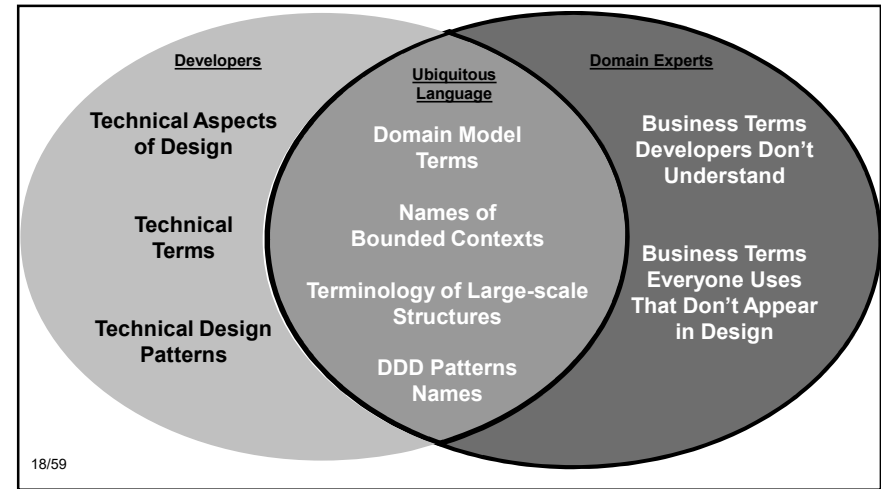 Developers
Technical Aspects
of Design
Technical
Terms
Technical Design
Patterns
Ubiquitous
Language
Domain Model
Terms
Names of
Bounded Contexts
Terminology of Large-scale
Structures
DDD Patterns
Names
Domain Experts
Business Terms
Developers Don’t
Understand
Business Terms
Everyone Uses
That Don’t Appear
in Design
18/59